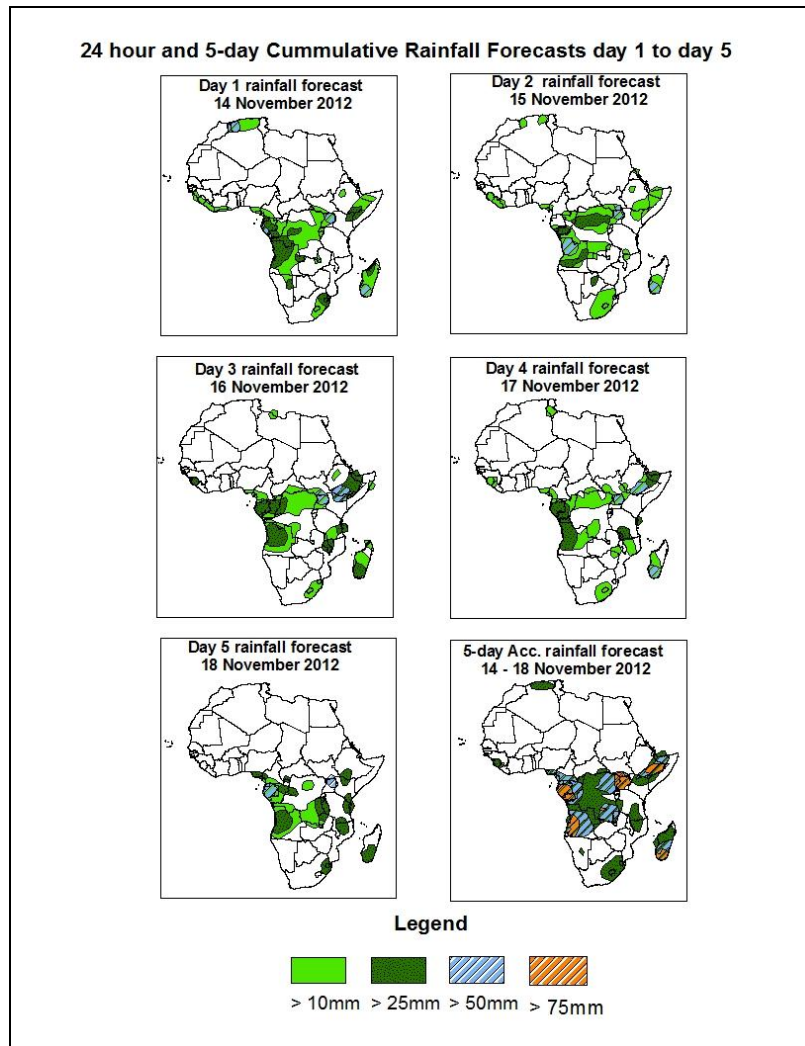 24 hour and 5-day Cummulative Rainfall Forecasts day 1 to day 5
Day 1 rainfall forecast
14 November 2012
Day 2 rainfall forecast
15 November 2012
Day 3 rainfall forecast
16 November 2012
Day 4 rainfall forecast
17 November 2012
Day 5 rainfall forecast
18 November 2012
5-day Acc. rainfall forecast
14 - 18 November 2012
Legend
> 10mm > 25mm > 50mm > 75mm